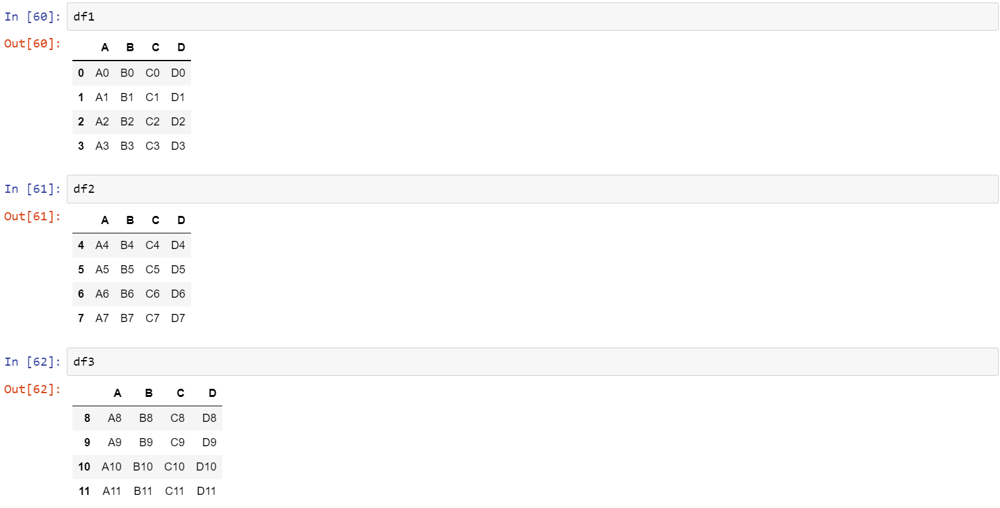 In [60]: df1
Out[60]:
A B C D
0 A0 B0 C0 D0
1 A1 B1 C1 D1
2 A2 B2 C2 D2
3 A3 B3 C3 D3
In [61]: df2
Out[61]:
A B C D
4 A4 B4 C4 D4
5 A5 B5 C5 D5
6 A6 B6 C6 D6
7 A7 B7 C7 D7
In [62]: df3
Out[62]:
A B C D
8 A8 B8 C8 D8
9 A9 B9 C9 D9
10 A10 B10 C10 D10
11 A11 B11 C11 D11